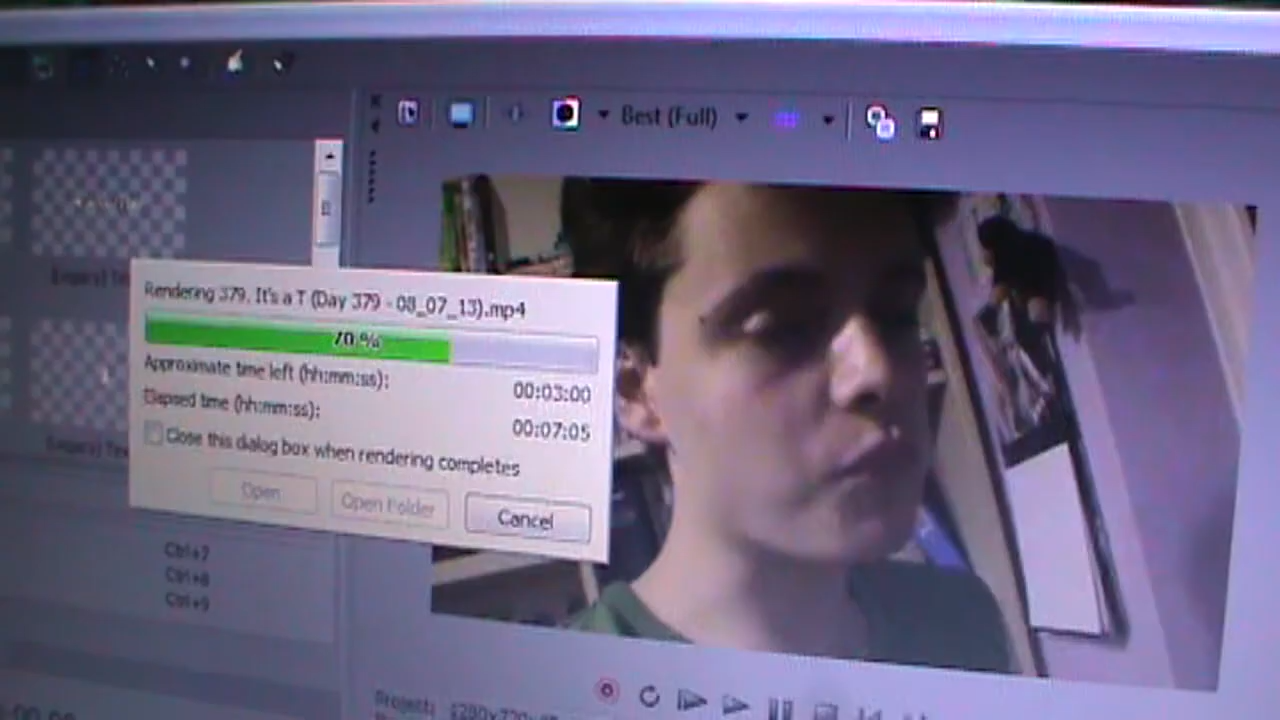 Best (Full)
Rendering 379. It's a T (Day 379 - 08_07_13).mp4
70 %
Approximate time left (hh:mm:ss):
00:03:00
Elapsed time (hh:mm:ss):
00:07:05
Close this dialog box when rendering completes
Open
Open Folder
Cancel
Ctrl+7
Ctrl+8
Ctrl+9
Project: